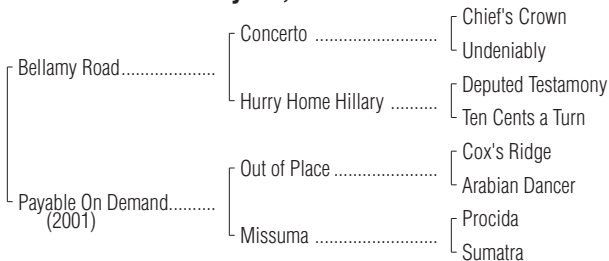 Chief's Crown
Concerto ......................
Undeniably
Bellamy Road...................
Deputed Testamony
Hurry Home Hillary ..........
Ten Cents a Turn
Cox's Ridge
Out of Place ...................
Arabian Dancer
Payable On Demand..........
(2001)
Procida
Missuma ......................
Sumatra